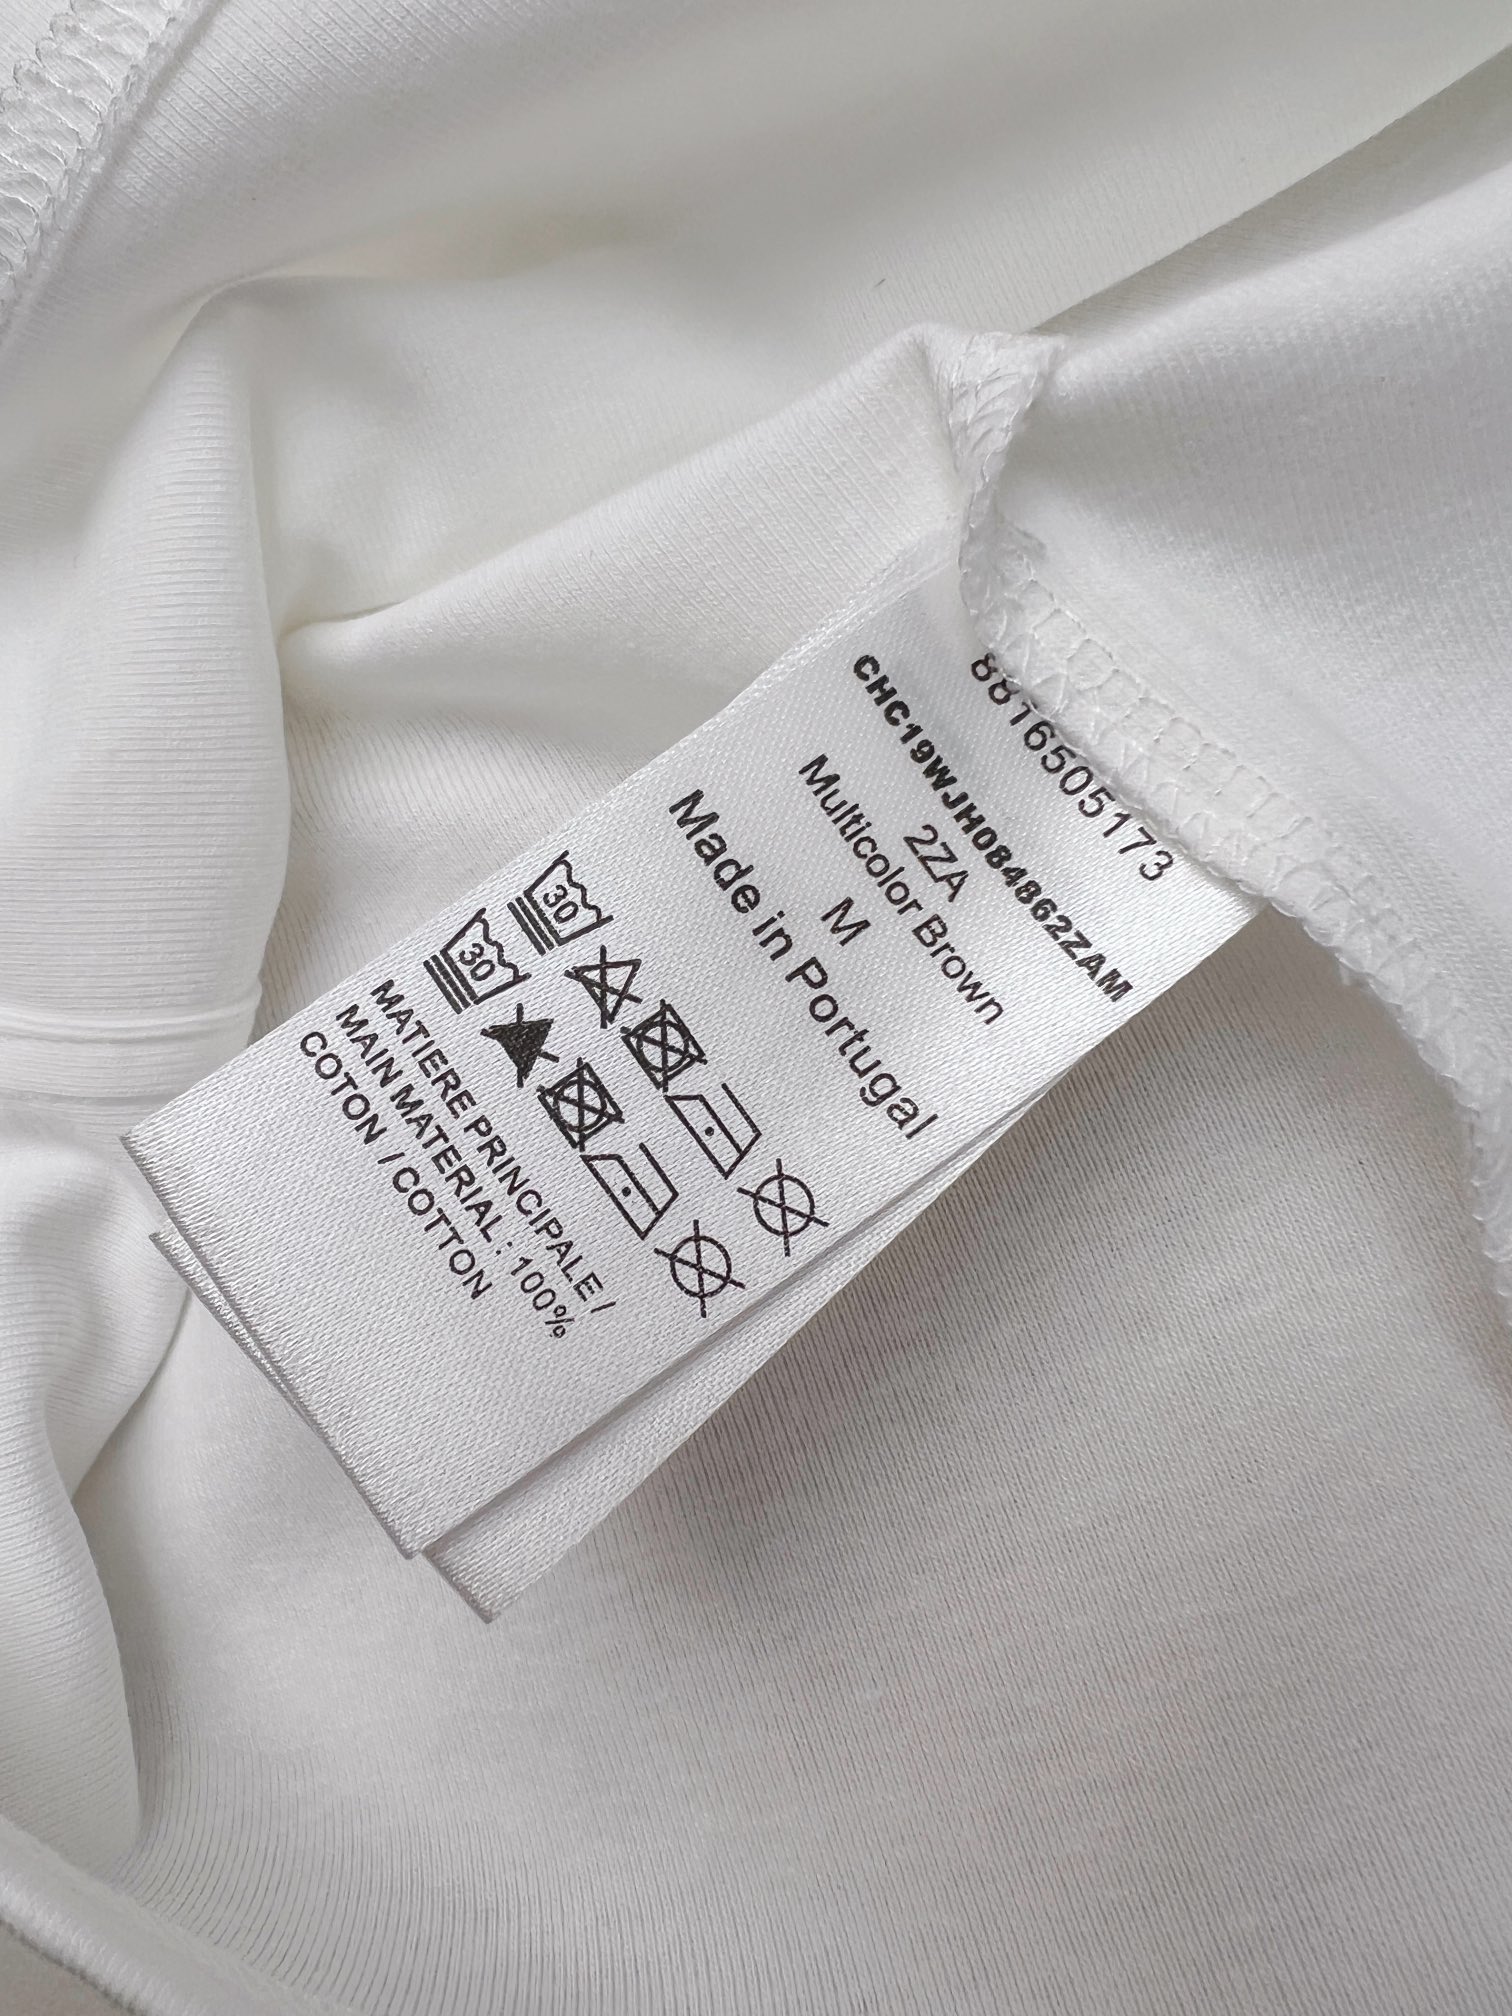 8816505173
CHC19WJH084862ZAM
2ZA
Multicolor Brown
M
Made in Portugal
30
30
MATIERE PRINCIPALE /
MAIN MATERIAL : 100%
COTON / COTTON